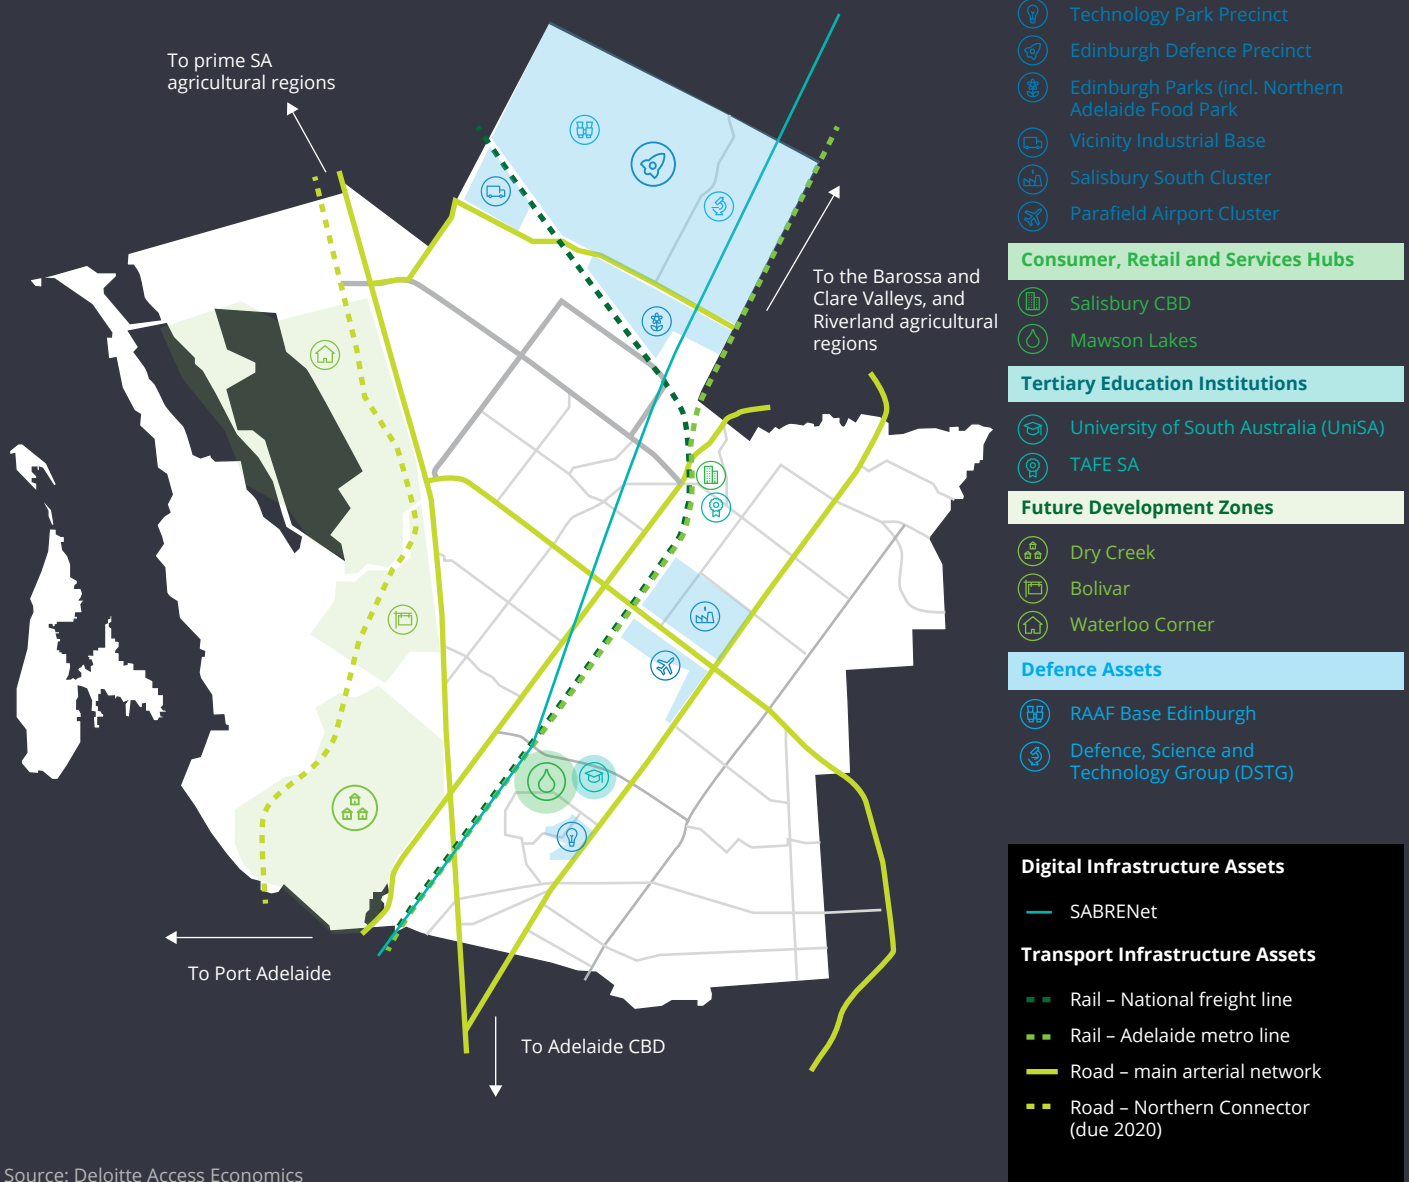 To prime SA
agricultural regions
To the Barossa and
Clare Valleys, and
Riverland agricultural
regions
To Port Adelaide
To Adelaide CBD
Source: Deloitte Access Economics
Technology Park Precinct
Edinburgh Defence Precinct
Edinburgh Parks (incl. Northern
Adelaide Food Park
Vicinity Industrial Base
Salisbury South Cluster
Parafield Airport Cluster
Consumer, Retail and Services Hubs
Salisbury CBD
Mawson Lakes
Tertiary Education Institutions
University of South Australia (UniSA)
TAFE SA
Future Development Zones
Dry Creek
Bolivar
Waterloo Corner
Defence Assets
RAAF Base Edinburgh
Defence, Science and
Technology Group (DSTG)
Digital Infrastructure Assets
SABRENet
Transport Infrastructure Assets
Rail – National freight line
Rail – Adelaide metro line
Road – main arterial network
Road – Northern Connector
(due 2020)